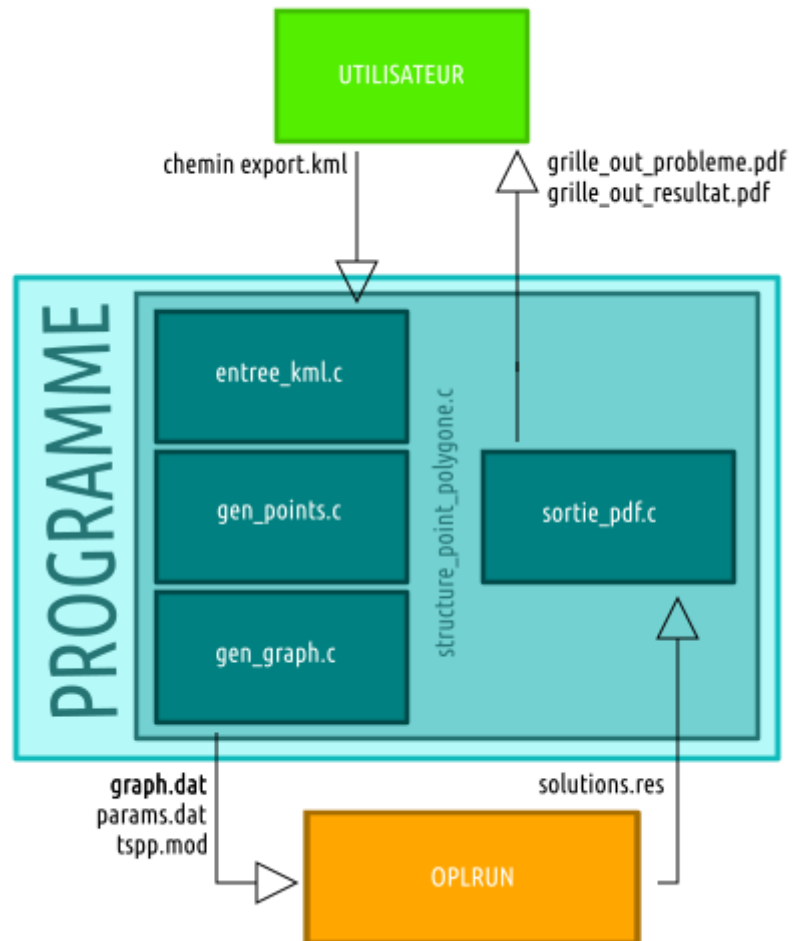 UTILISATEUR
chemin export.kml
grille_out_probleme.pdf
grille_out_resultat.pdf
PROGRAMME
entree_kml.c
gen_points.c
gen_graph.c
structure_point_polygone.c
sortie_pdf.c
graph.dat
params.dat
tspp.mod
solutions.res
OPLRUN